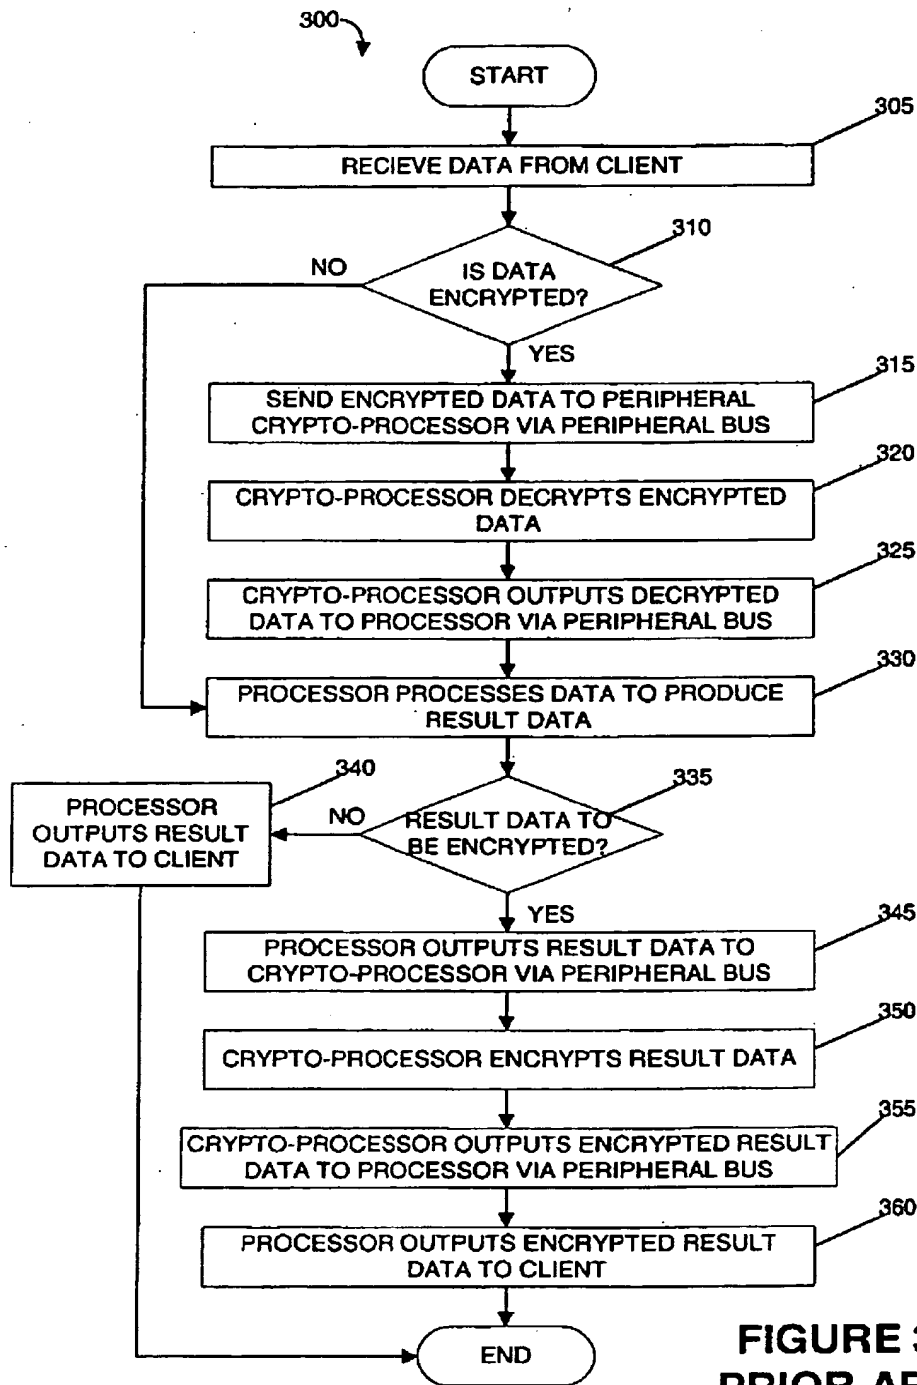 300
START
305
RECIEVE DATA FROM CLIENT
310
IS DATA
ENCRYPTED?
NO
YES
315
SEND ENCRYPTED DATA TO PERIPHERAL
CRYPTO-PROCESSOR VIA PERIPHERAL BUS
320
CRYPTO-PROCESSOR DECRYPTS ENCRYPTED
DATA
325
CRYPTO-PROCESSOR OUTPUTS DECRYPTED
DATA TO PROCESSOR VIA PERIPHERAL BUS
330
PROCESSOR PROCESSES DATA TO PRODUCE
RESULT DATA
335
RESULT DATA TO
BE ENCRYPTED?
NO
340
PROCESSOR
OUTPUTS RESULT
DATA TO CLIENT
YES
345
PROCESSOR OUTPUTS RESULT DATA TO
CRYPTO-PROCESSOR VIA PERIPHERAL BUS
350
CRYPTO-PROCESSOR ENCRYPTS RESULT DATA
355
CRYPTO-PROCESSOR OUTPUTS ENCRYPTED RESULT
DATA TO PROCESSOR VIA PERIPHERAL BUS
360
PROCESSOR OUTPUTS ENCRYPTED RESULT
DATA TO CLIENT
END
FIGURE 3
PRIOR